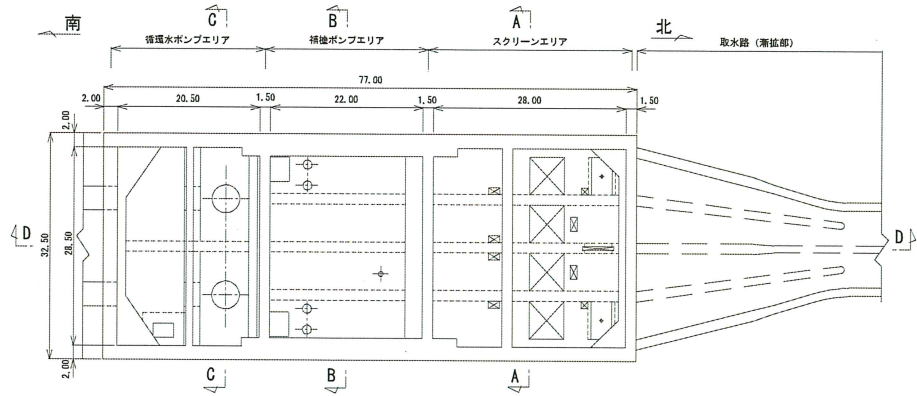 南
C
B
A
北
循環水ポンプエリア
補機ポンプエリア
スクリーンエリア
取水路(漸拡部)
77.00
2.00
20.50
1.50
22.00
1.50
28.00
1.50
2.00
32.50
28.50
2.00
D
D
C
B
A